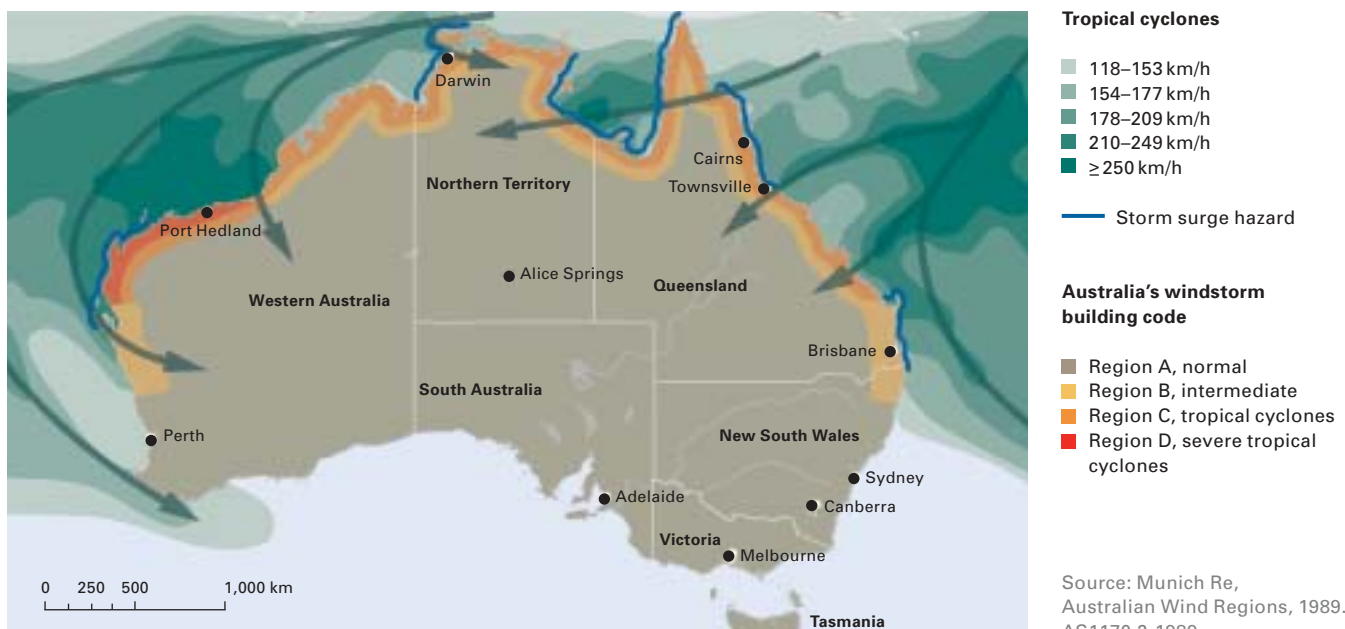 Darwin
Cairns
Townsville
Northern Territory
Port Hedland
Alice Springs
Queensland
Western Australia
Brisbane
South Australia
Perth
New South Wales
Sydney
Adelaide
Canberra
Victoria
Melbourne
Tasmania
0 250 500 1,000 km
Tropical cyclones
118–153 km/h
154–177 km/h
178–209 km/h
210–249 km/h
≥ 250 km/h
Storm surge hazard
Australia's windstorm
building code
Region A, normal
Region B, intermediate
Region C, tropical cyclones
Region D, severe tropical
cyclones
Source: Munich Re,
Australian Wind Regions, 1989.
AS1170.2-1989